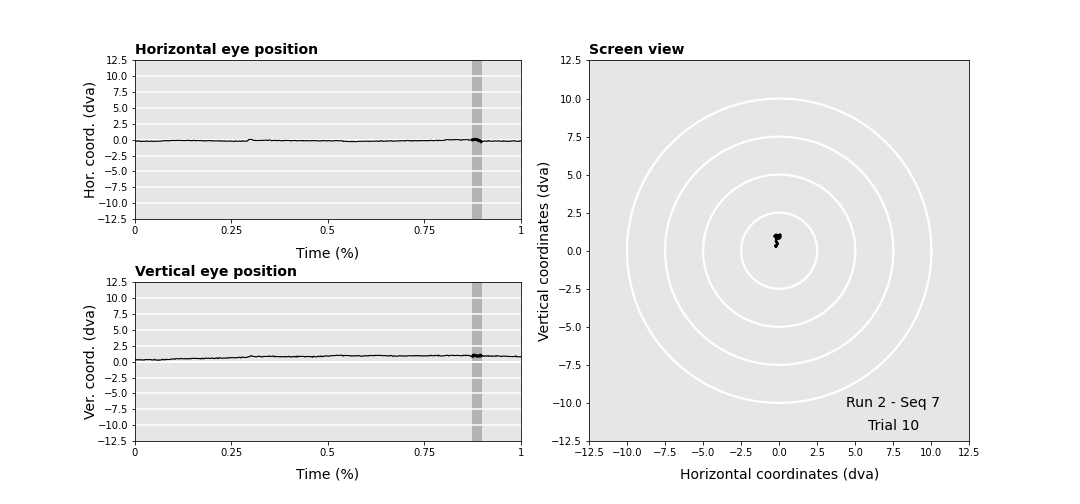 Horizontal eye position
Hor. coord. (dva)
12.5
10.0
7.5
5.0
2.5
0.0
−2.5
−5.0
−7.5
−10.0
−12.5
0 0.25 0.5 0.75 1
Time (%)
Vertical eye position
Ver. coord. (dva)
12.5
10.0
7.5
5.0
2.5
0.0
−2.5
−5.0
−7.5
−10.0
−12.5
0 0.25 0.5 0.75 1
Time (%)
Screen view
Vertical coordinates (dva)
12.5
10.0
7.5
5.0
2.5
0.0
−2.5
−5.0
−7.5
−10.0
−12.5
Run 2 - Seq 7
Trial 10
−12.5 −10.0 −7.5 −5.0 −2.5 0.0 2.5 5.0 7.5 10.0 12.5
Horizontal coordinates (dva)